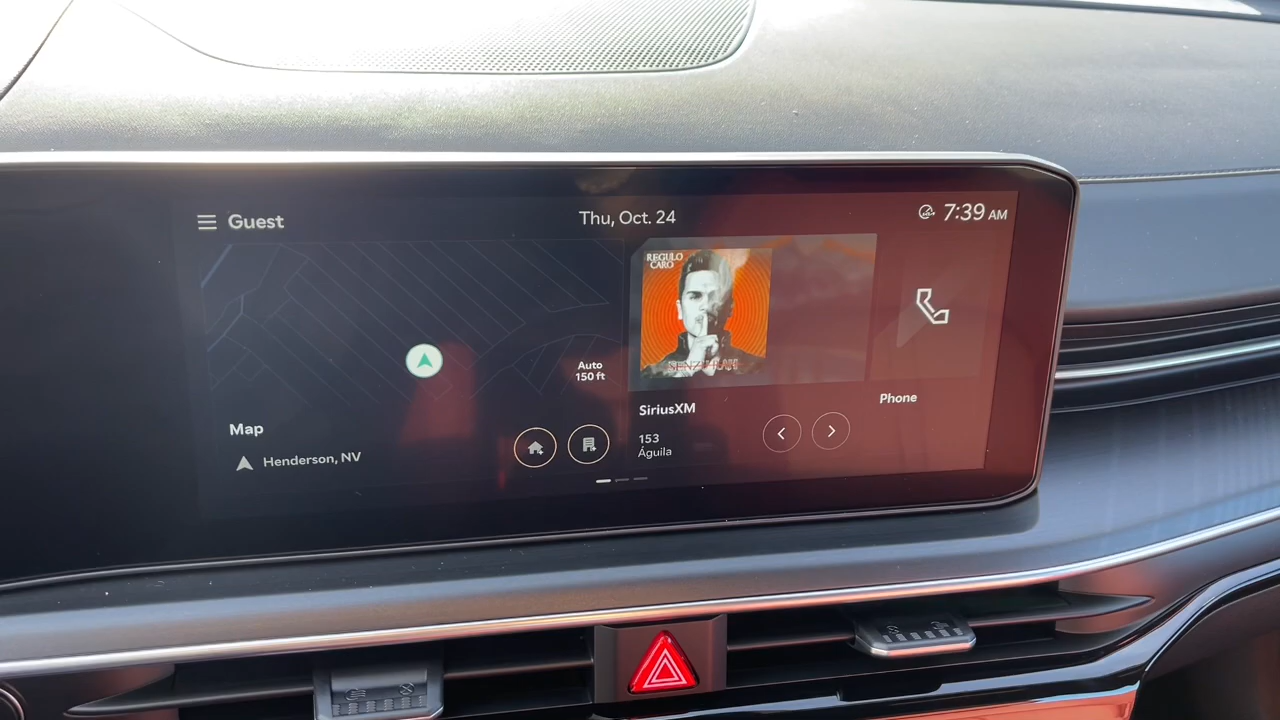 Guest
Thu, Oct. 24
7:39 AM
REGULO
CARO
Auto
150 ft
SiriusXM
Phone
Map
153
Águila
Henderson, NV